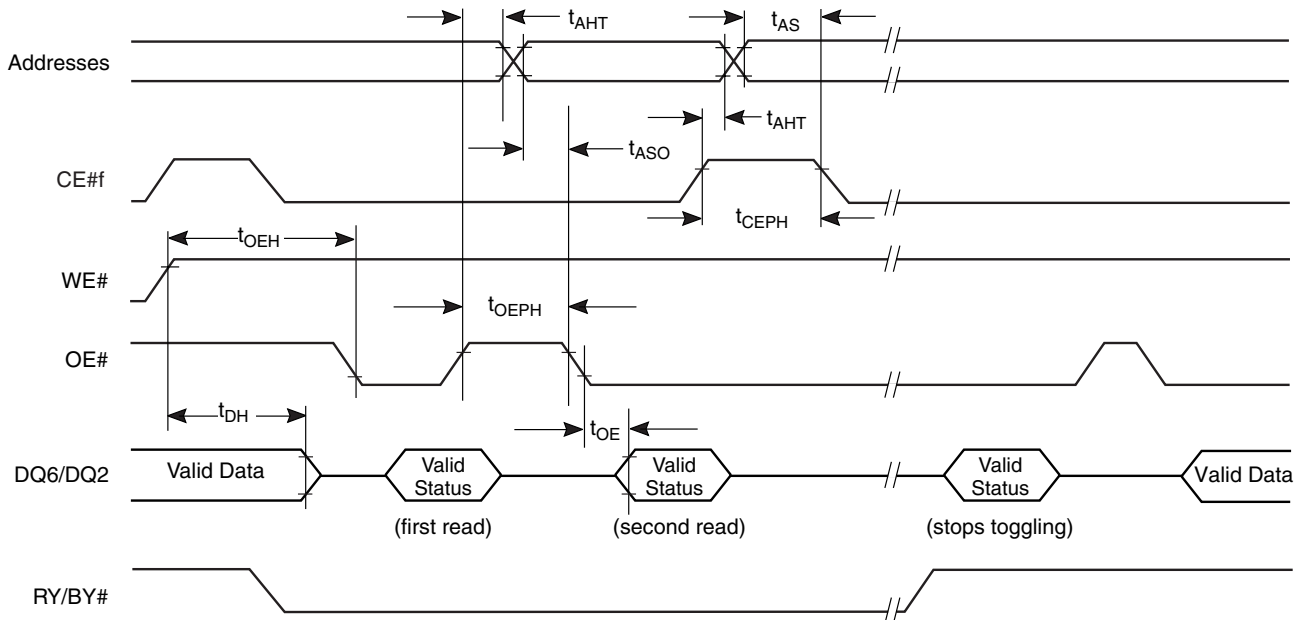 tAHT
tAS
Addresses
tAHT
tASO
CE#f
tCEPH
tOEH
WE#
tOEPH
OE#
tDH
tOE
DQ6/DQ2
Valid Data
Valid
Status
Valid
Status
Valid
Status
Valid Data
(first read)
(second read)
(stops toggling)
RY/BY#